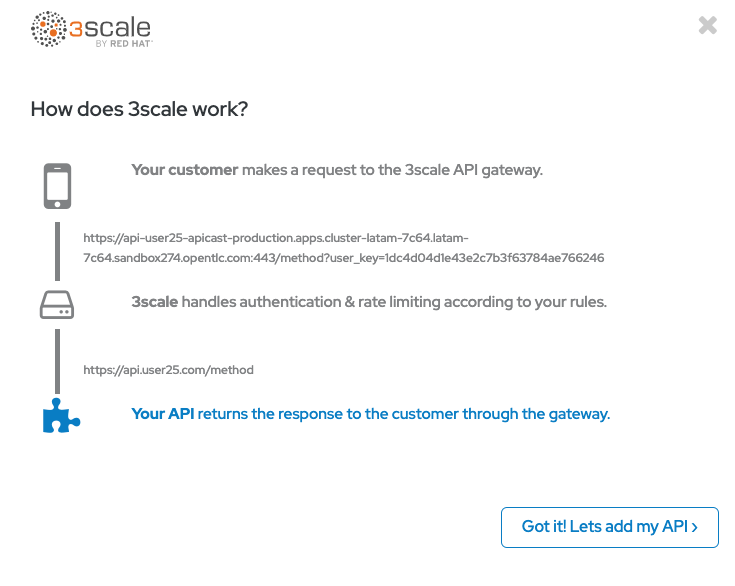 3scale
BY RED HAT
How does 3scale work?
Your customer makes a request to the 3scale API gateway.
https://api-user25-apicast-production.apps.cluster-latam-7c64.latam-
7c64.sandbox274.opentlc.com:443/method?user_key=1dc4d04d1e43e2c7b3f63784ae766246
3scale handles authentication & rate limiting according to your rules.
https://api.user25.com/method
Your API returns the response to the customer through the gateway.
Got it! Lets add my API ›